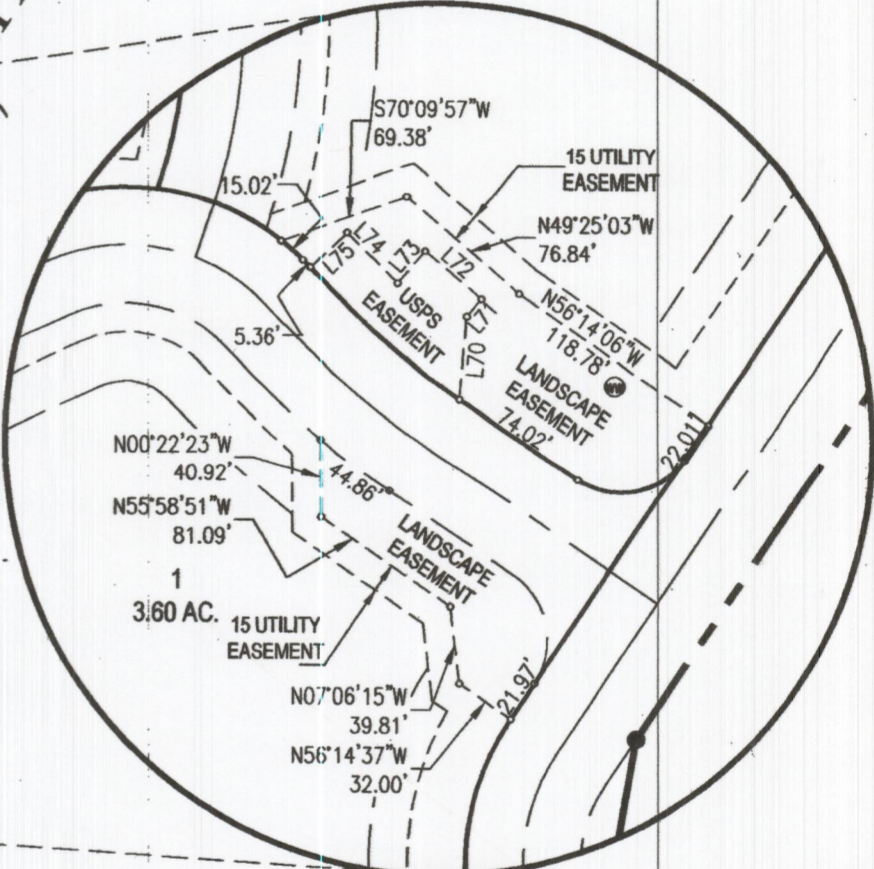 S70°09'57"W
69.38'
15 UTILITY
EASEMENT
15.02'
N49°25'03"W
76.84'
L75
L74
L73
L72
L71
L70
USPS
EASEMENT
N56°14'06"W
118.78'
5.36'
LANDSCAPE
EASEMENT
74.02'
22.01'
N00°22'23"W
40.92'
44.86'
N55°58'51"W
81.09'
LANDSCAPE
EASEMENT
1
3.60 AC.
15 UTILITY
EASEMENT
21.97'
N07°06'15"W
39.81'
N56°14'37"W
32.00'